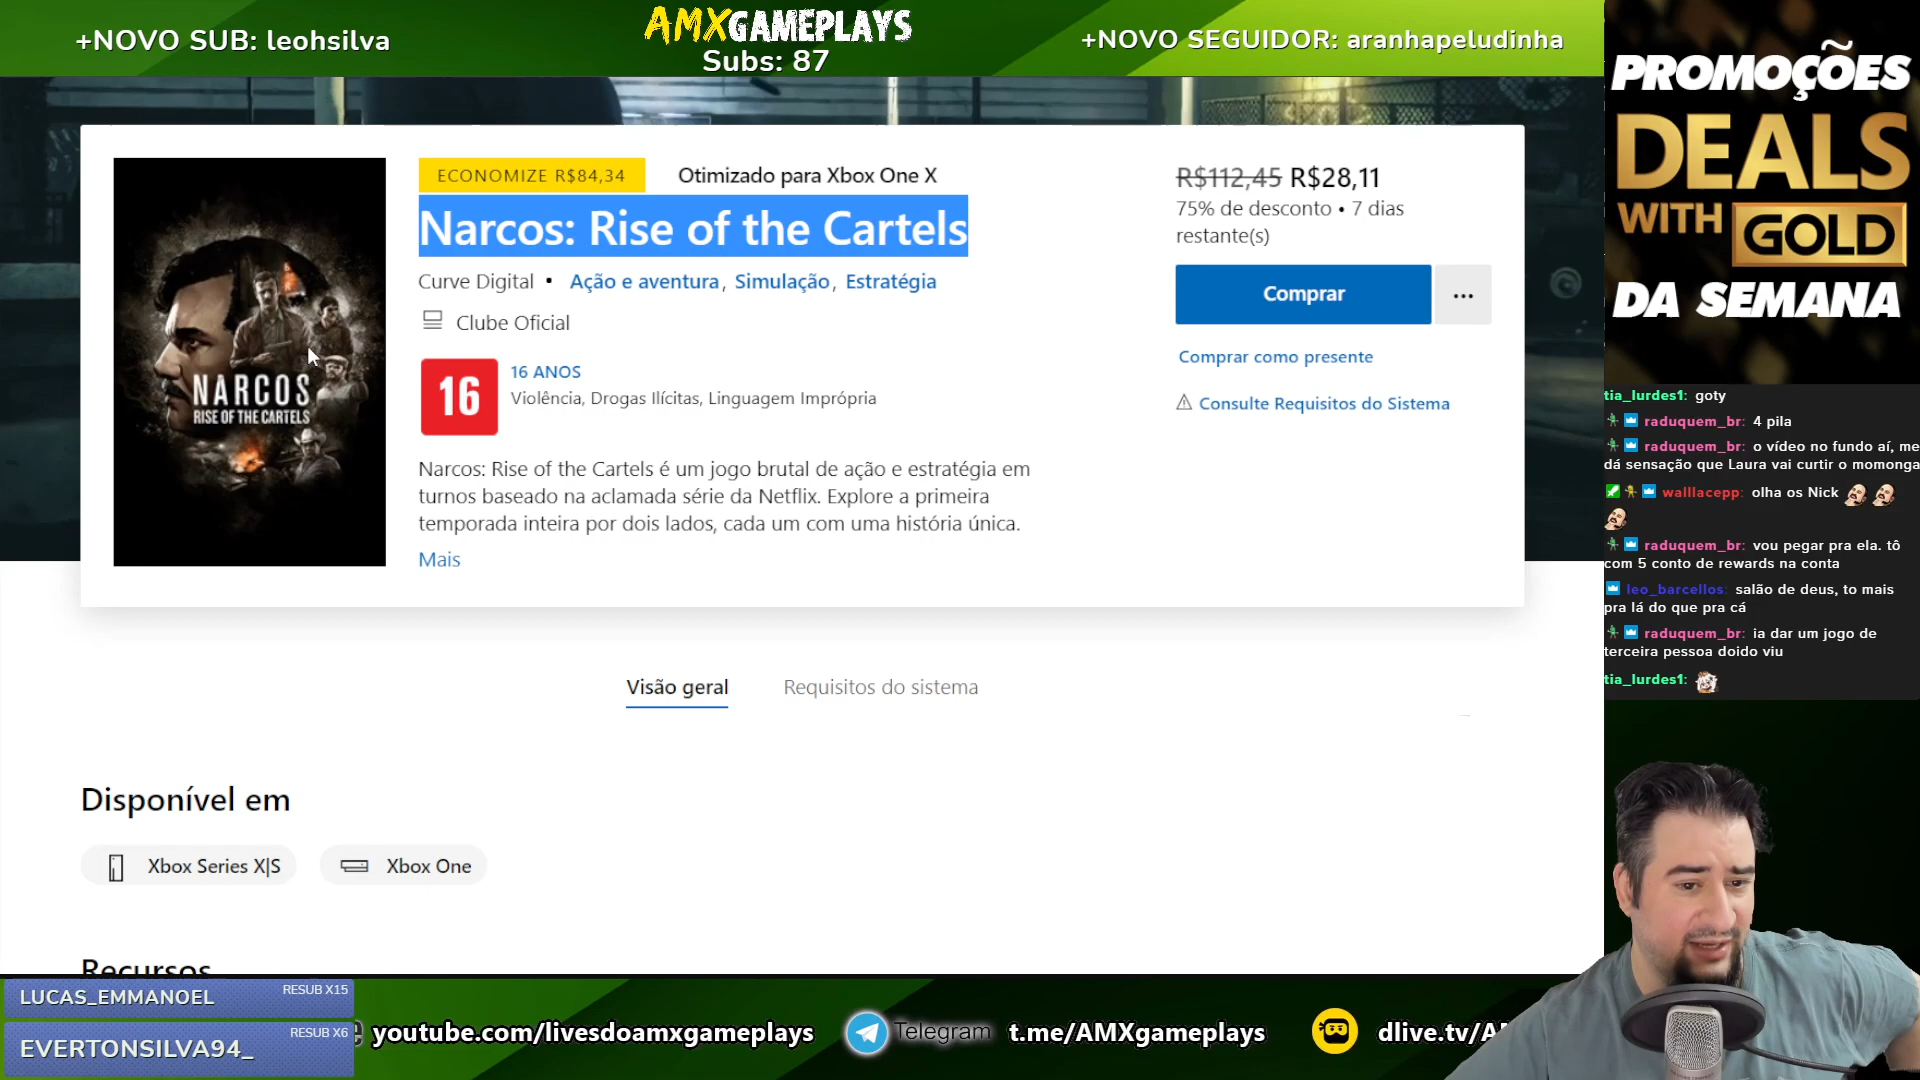 +NOVO SUB: leohsilva
AMXGAMEPLAYS
Subs: 87
+NOVO SEGUIDOR: aranhapeludinha
ECONOMIZE R$84,34
Otimizado para Xbox One X
Narcos: Rise of the Cartels
Curve Digital • Ação e aventura, Simulação, Estratégia
Clube Oficial
16
16 ANOS
Violência, Drogas Ilícitas, Linguagem Imprópria
Narcos: Rise of the Cartels é um jogo brutal de ação e estratégia em
turnos baseado na aclamada série da Netflix. Explore a primeira
temporada inteira por dois lados, cada um com uma história única.
Mais
NARCOS
RISE OF THE CARTELS
R$112,45 R$28,11
75% de desconto • 7 dias
restante(s)
Comprar
...
Comprar como presente
Consulte Requisitos do Sistema
Visão geral
Requisitos do sistema
Disponível em
Xbox Series X|S
Xbox One
Recursos
PROMOÇÕES
DEALS
WITH GOLD
DA SEMANA
tia_lurdes1: goty
raduquem_br: 4 pila
raduquem_br: o vídeo no fundo aí, me
dá sensação que Laura vai curtir o momonga
walllacepp: olha os Nick
raduquem_br: vou pegar pra ela. tô
com 5 conto de rewards na conta
leo_barcellos: salão de deus, to mais
pra lá do que pra cá
raduquem_br: ia dar um jogo de
terceira pessoa doido viu
tia_lurdes1:
LUCAS_EMMANOEL
RESUB X15
EVERTONSILVA94_
RESUB X6
youtube.com/livesdoamxgameplays
Telegram
t.me/AMXgameplays
dlive.tv/A